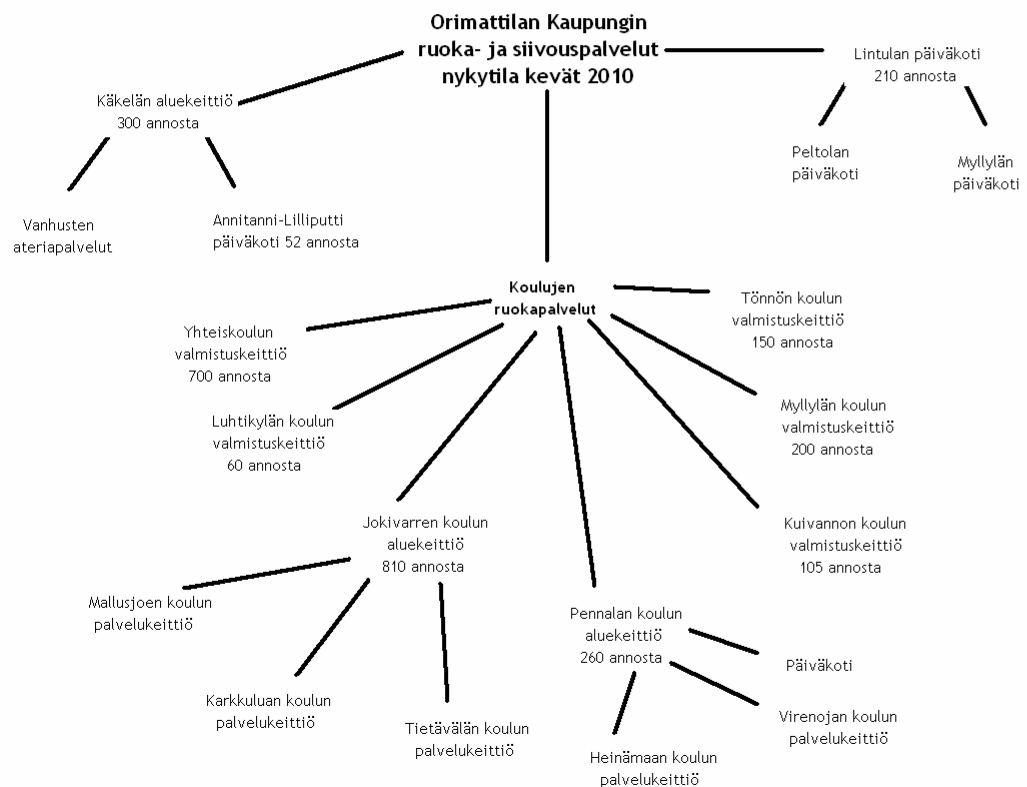 Orimattilan Kaupungin
ruoka- ja siivouspalvelut
nykytila kevät 2010
Lintulan päiväkoti
210 annosta
Peltolan
päiväkoti
Myllylän
päiväkoti
Käkelän aluekeittiö
300 annosta
Vanhusten
ateriapalvelut
Annitanni-Lilliputti
päiväkoti 52 annosta
Koulujen
ruokapalvelut
Tönnön koulun
valmistuskeittiö
150 annosta
Yhteiskoulun
valmistuskeittiö
700 annosta
Myllylän koulun
valmistuskeittiö
200 annosta
Luhtikylän koulun
valmistuskeittiö
60 annosta
Jokivarren koulun
aluekeittiö
810 annosta
Kuivannon koulun
valmistuskeittiö
105 annosta
Mallusjoen koulun
palvelukeittiö
Karkkuluan koulun
palvelukeittiö
Tietävälän koulun
palvelukeittiö
Pennalan koulun
aluekeittiö
260 annosta
Päiväkoti
Virenojan koulun
palvelukeittiö
Heinämaan koulun
palvelukeittiö